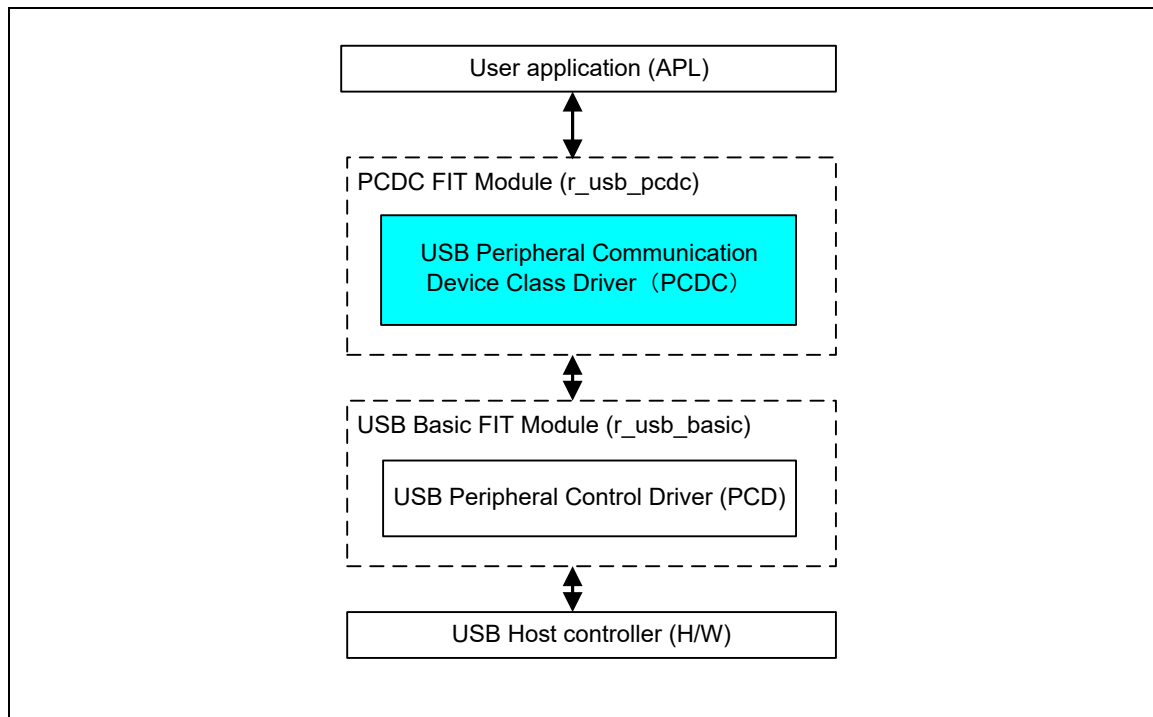 User application (APL)
PCDC FIT Module (r_usb_pcdc)
USB Peripheral Communication
Device Class Driver（PCDC）
USB Basic FIT Module (r_usb_basic)
USB Peripheral Control Driver (PCD)
USB Host controller (H/W)